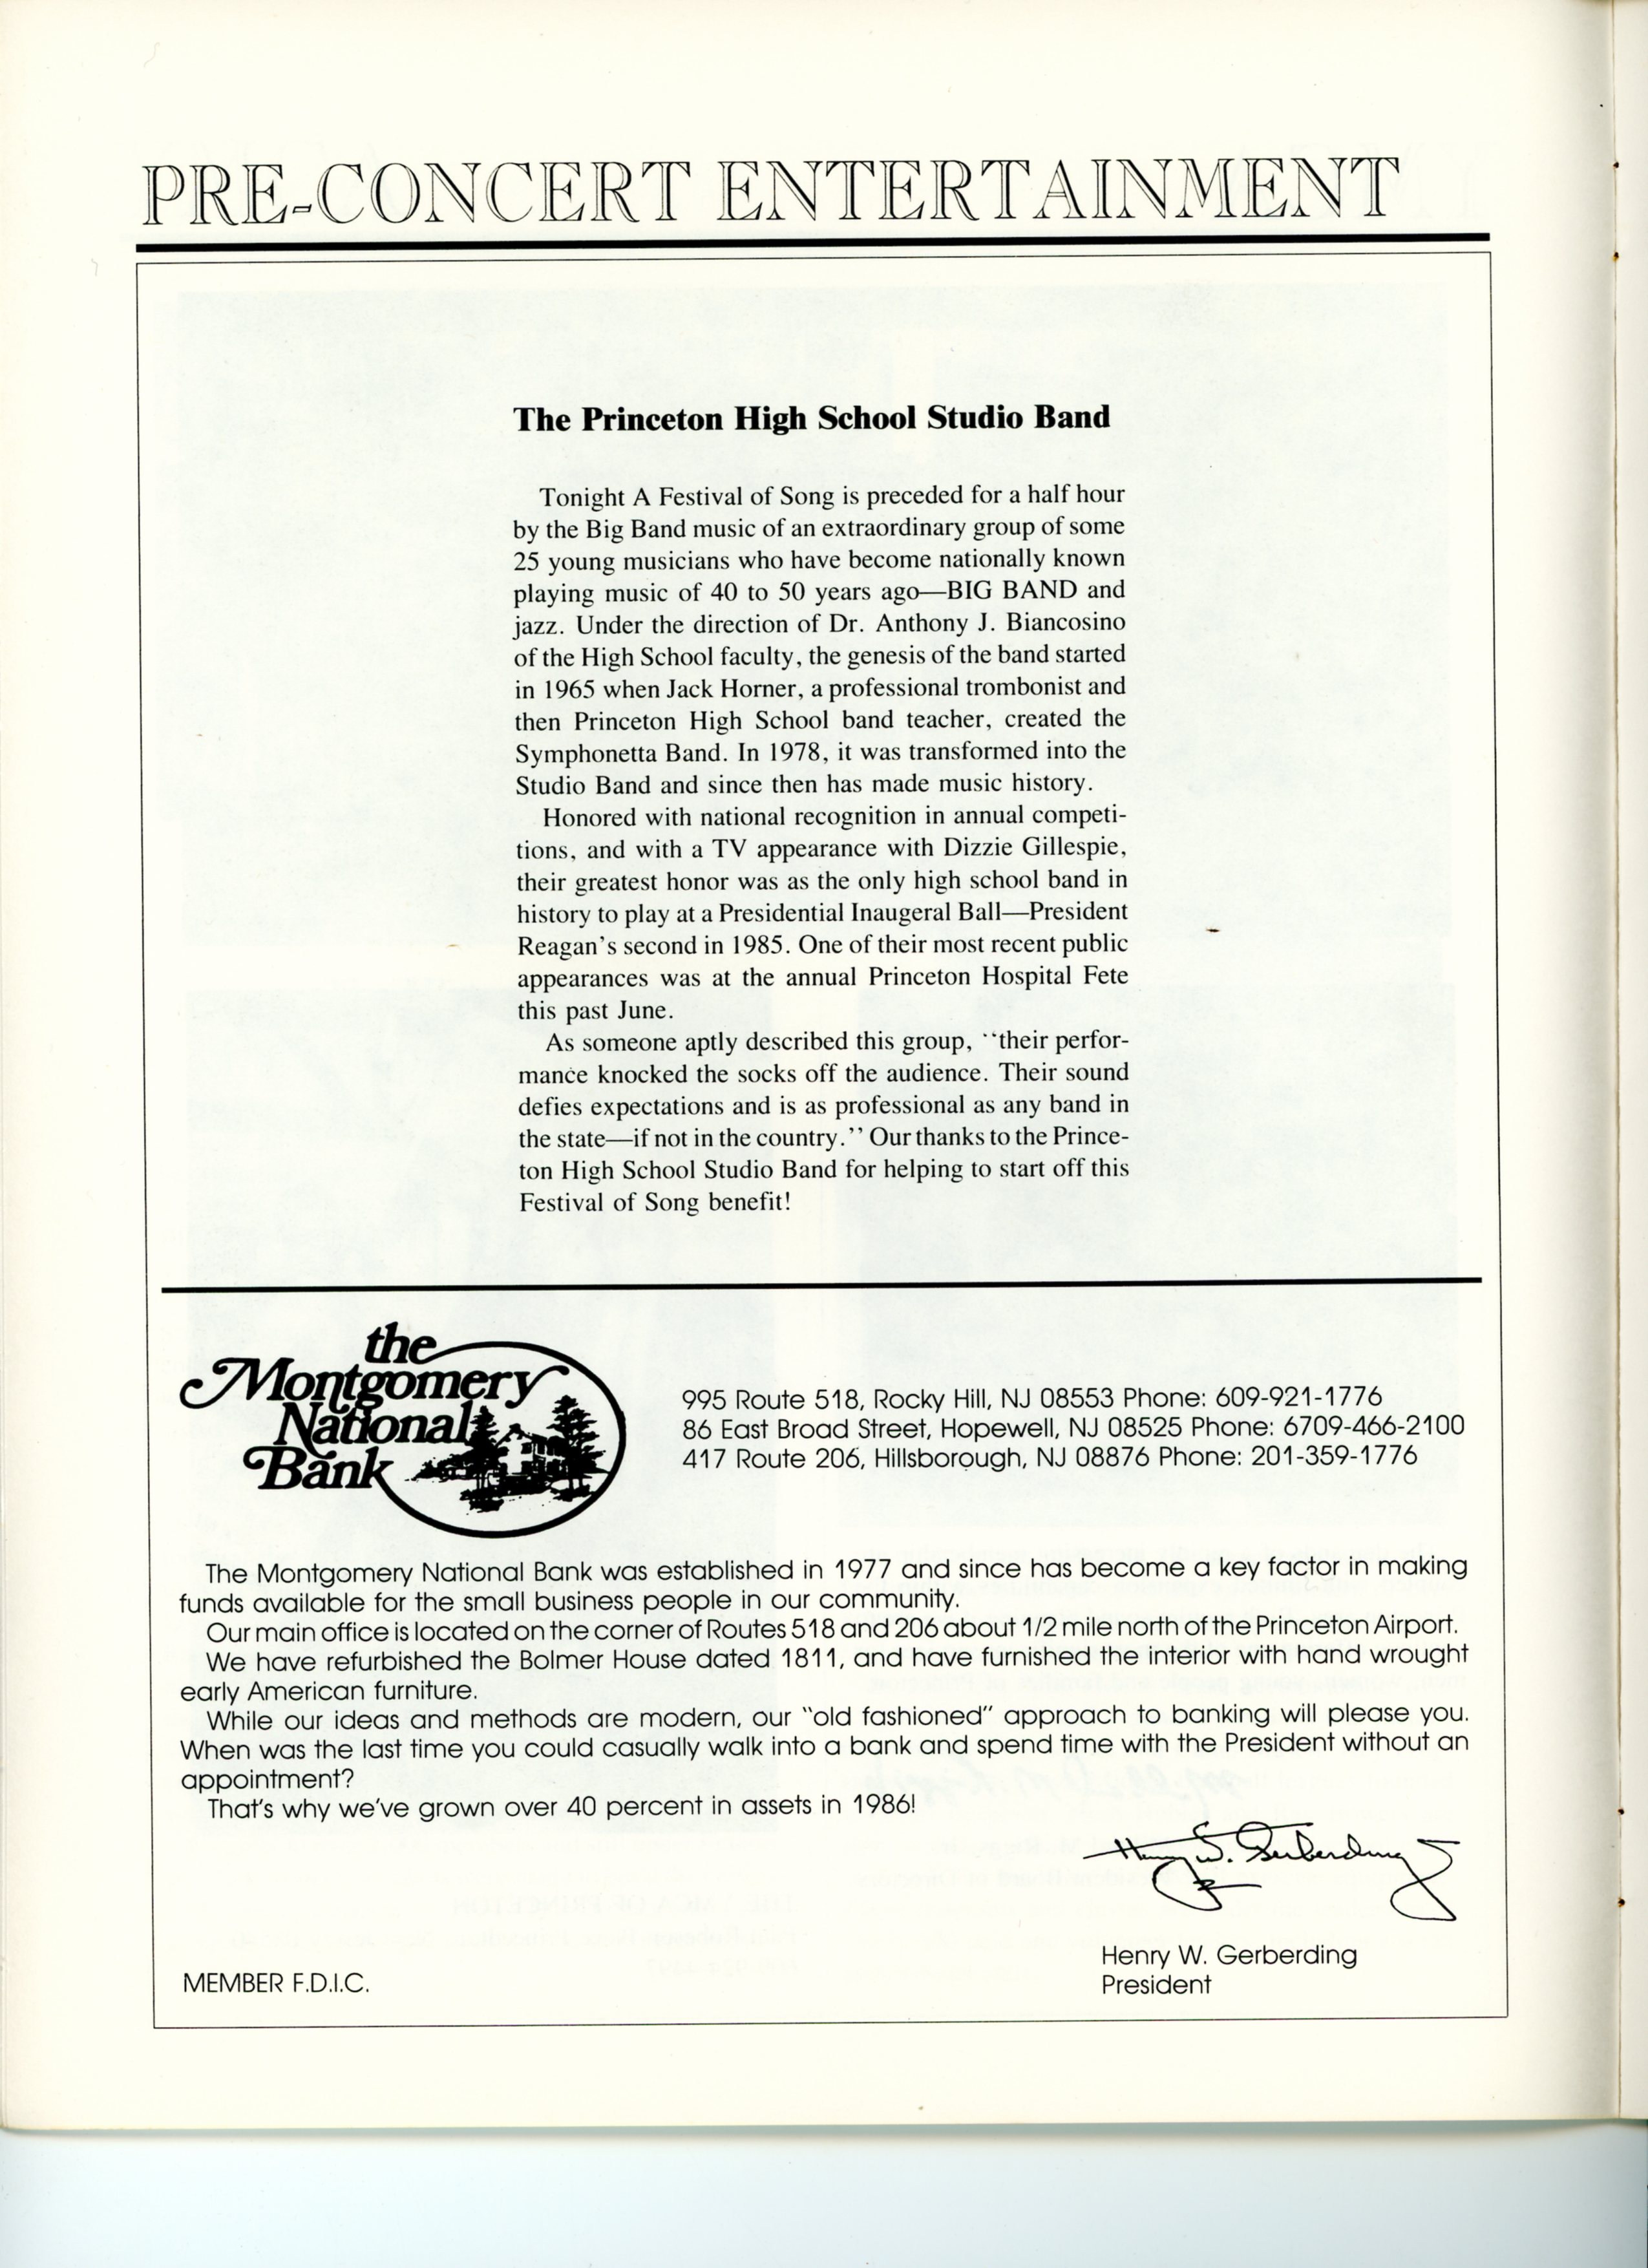 PRE-CONCERT ENTERTAINMENT
The Princeton High School Studio Band
Tonight A Festival of Song is preceded for a half hour
by the Big Band music of an extraordinary group of some
25 young musicians who have become nationally known
playing music of 40 to 50 years ago—BIG BAND and
jazz. Under the direction of Dr. Anthony J. Biancosino
of the High School faculty, the genesis of the band started
in 1965 when Jack Horner, a professional trombonist and
then Princeton High School band teacher, created the
Symphonetta Band. In 1978, it was transformed into the
Studio Band and since then has made music history.
Honored with national recognition in annual competi-
tions, and with a TV appearance with Dizzie Gillespie,
their greatest honor was as the only high school band in
history to play at a Presidential Inaugeral Ball—President
Reagan's second in 1985. One of their most recent public
appearances was at the annual Princeton Hospital Fete
this past June.
As someone aptly described this group, "their perfor-
mance knocked the socks off the audience. Their sound
defies expectations and is as professional as any band in
the state—if not in the country." Our thanks to the Prince-
ton High School Studio Band for helping to start off this
Festival of Song benefit!
the
Montgomery
National
Bank
995 Route 518, Rocky Hill, NJ 08553 Phone: 609-921-1776
86 East Broad Street, Hopewell, NJ 08525 Phone: 6709-466-2100
417 Route 206, Hillsborough, NJ 08876 Phone: 201-359-1776
The Montgomery National Bank was established in 1977 and since has become a key factor in making
funds available for the small business people in our community.
Our main office is located on the corner of Routes 518 and 206 about 1/2 mile north of the Princeton Airport.
We have refurbished the Bolmer House dated 1811, and have furnished the interior with hand wrought
early American furniture.
While our ideas and methods are modern, our "old fashioned" approach to banking will please you.
When was the last time you could casually walk into a bank and spend time with the President without an
appointment?
That's why we've grown over 40 percent in assets in 1986!
Henry W. Gerberding
Henry W. Gerberding
President
MEMBER F.D.I.C.